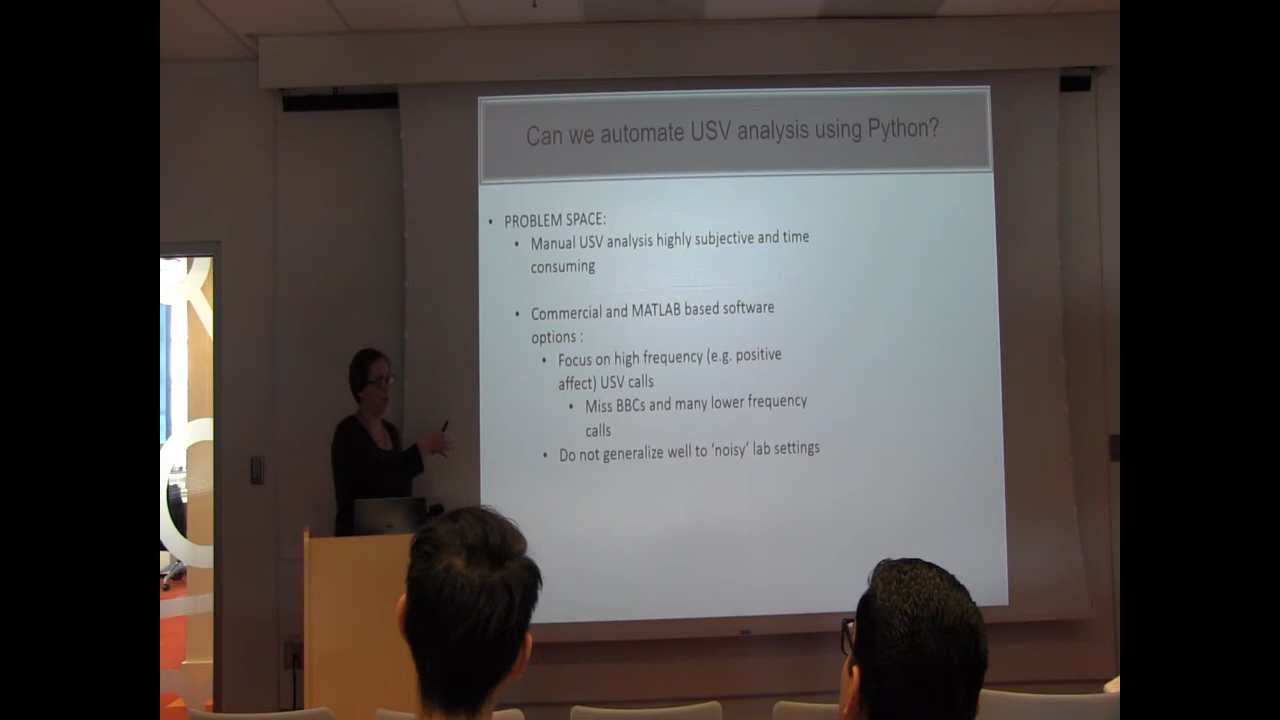 Can we automate USV analysis using Python?
• PROBLEM SPACE:
• Manual USV analysis highly subjective and time
consuming
• Commercial and MATLAB based software
options :
• Focus on high frequency (e.g. positive
affect) USV calls
• Miss BBCs and many lower frequency
calls
• Do not generalize well to ‘noisy’ lab settings